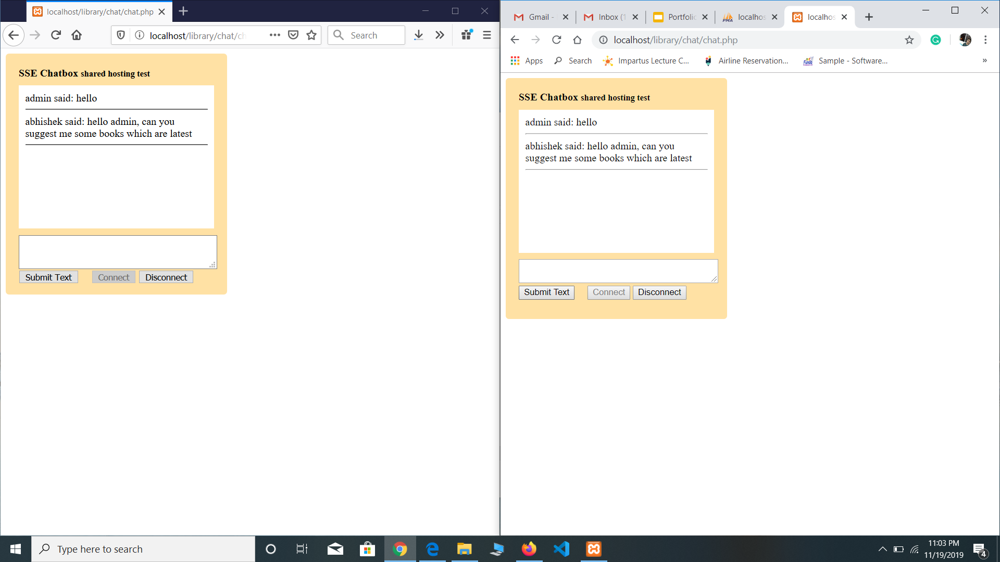 localhost/library/chat/chat.php
localhost/library/chat/ch
Search
SSE Chatbox shared hosting test
admin said: hello
abhishek said: hello admin, can you
suggest me some books which are latest
Submit Text Connect Disconnect
Gmail - Inbox (1 Portfolio localhos localhos
localhost/library/chat/chat.php
Apps Search Impartus Lecture C... Airline Reservation... Sample - Software... »
SSE Chatbox shared hosting test
admin said: hello
abhishek said: hello admin, can you
suggest me some books which are latest
Submit Text Connect Disconnect
Type here to search
11:03 PM
11/19/2019
4